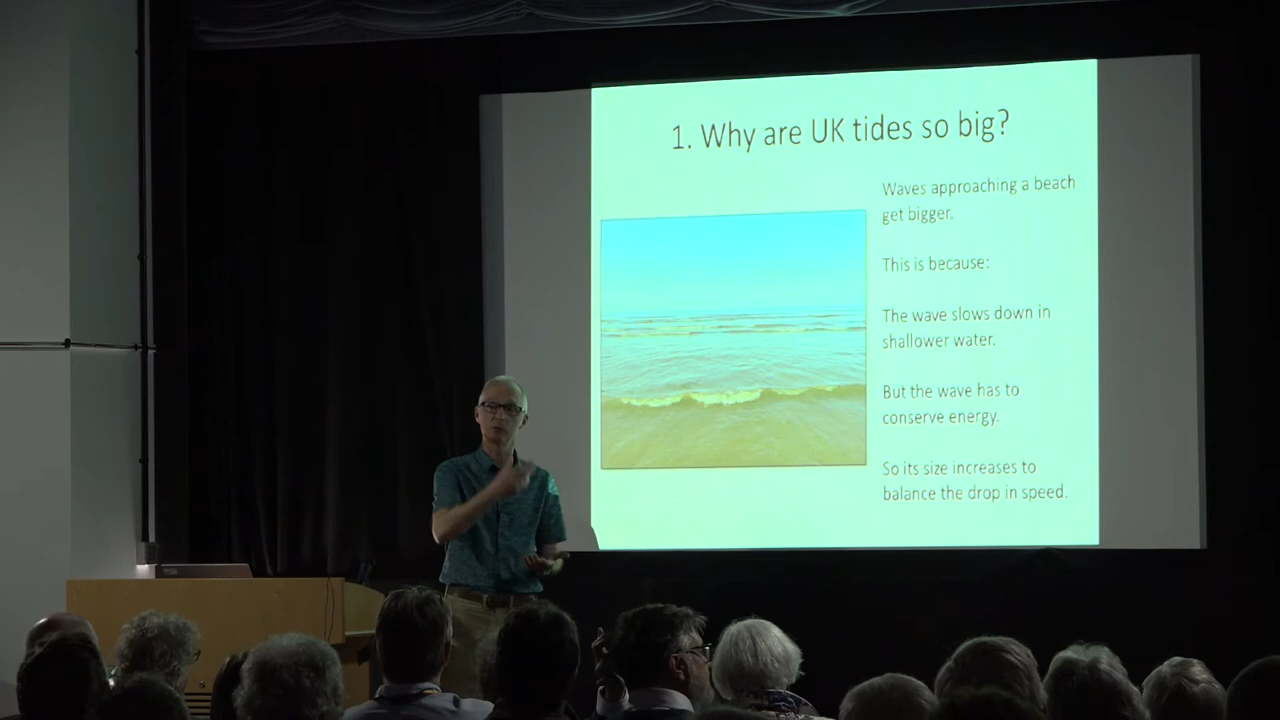 1. Why are UK tides so big?
Waves approaching a beach
get bigger.
This is because:
The wave slows down in
shallower water.
But the wave has to
conserve energy.
So its size increases to
balance the drop in speed.